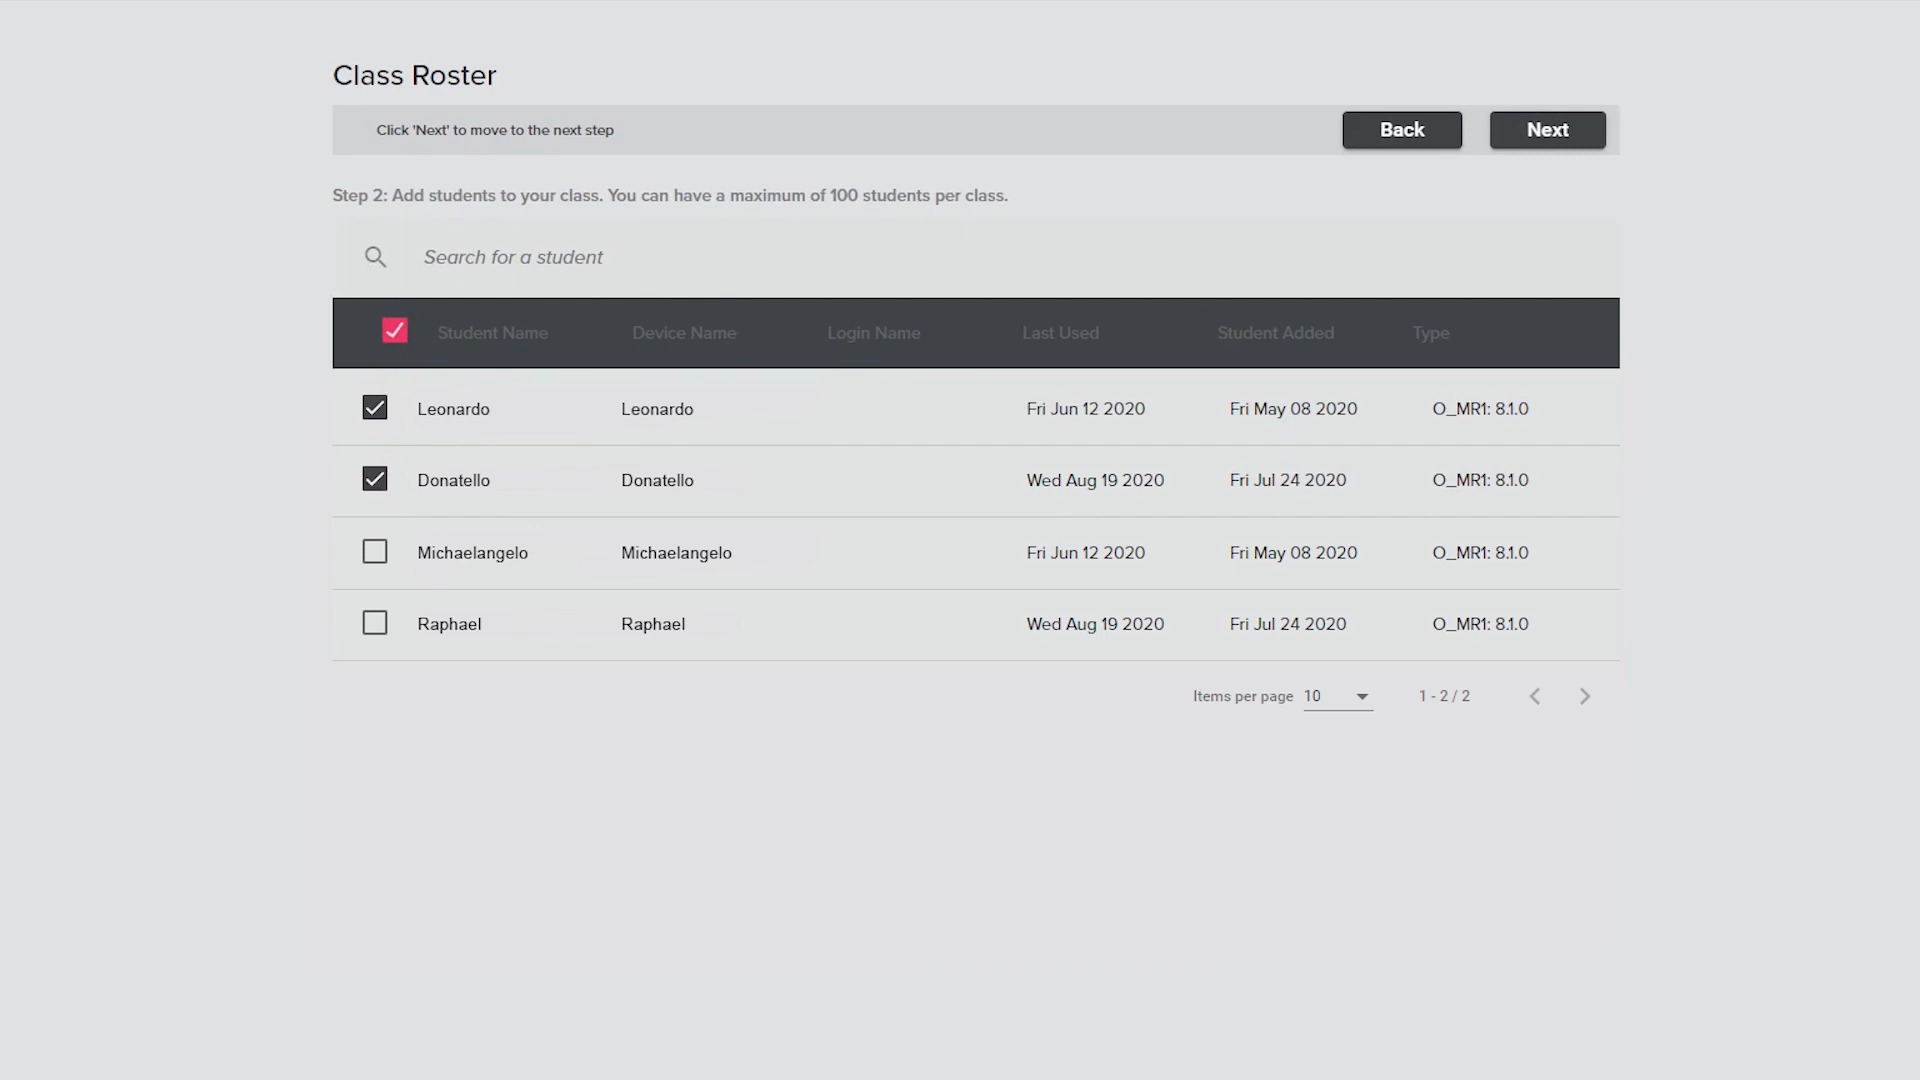 Class Roster
Click 'Next' to move to the next step
Back
Next
Step 2: Add students to your class. You can have a maximum of 100 students per class.
Search for a student
Student Name Device Name Login Name Last Used Student Added Type
Leonardo Leonardo Fri Jun 12 2020 Fri May 08 2020 O_MR1: 8.1.0
Donatello Donatello Wed Aug 19 2020 Fri Jul 24 2020 O_MR1: 8.1.0
Michaelangelo Michaelangelo Fri Jun 12 2020 Fri May 08 2020 O_MR1: 8.1.0
Raphael Raphael Wed Aug 19 2020 Fri Jul 24 2020 O_MR1: 8.1.0
Items per page 10 1 - 2 / 2